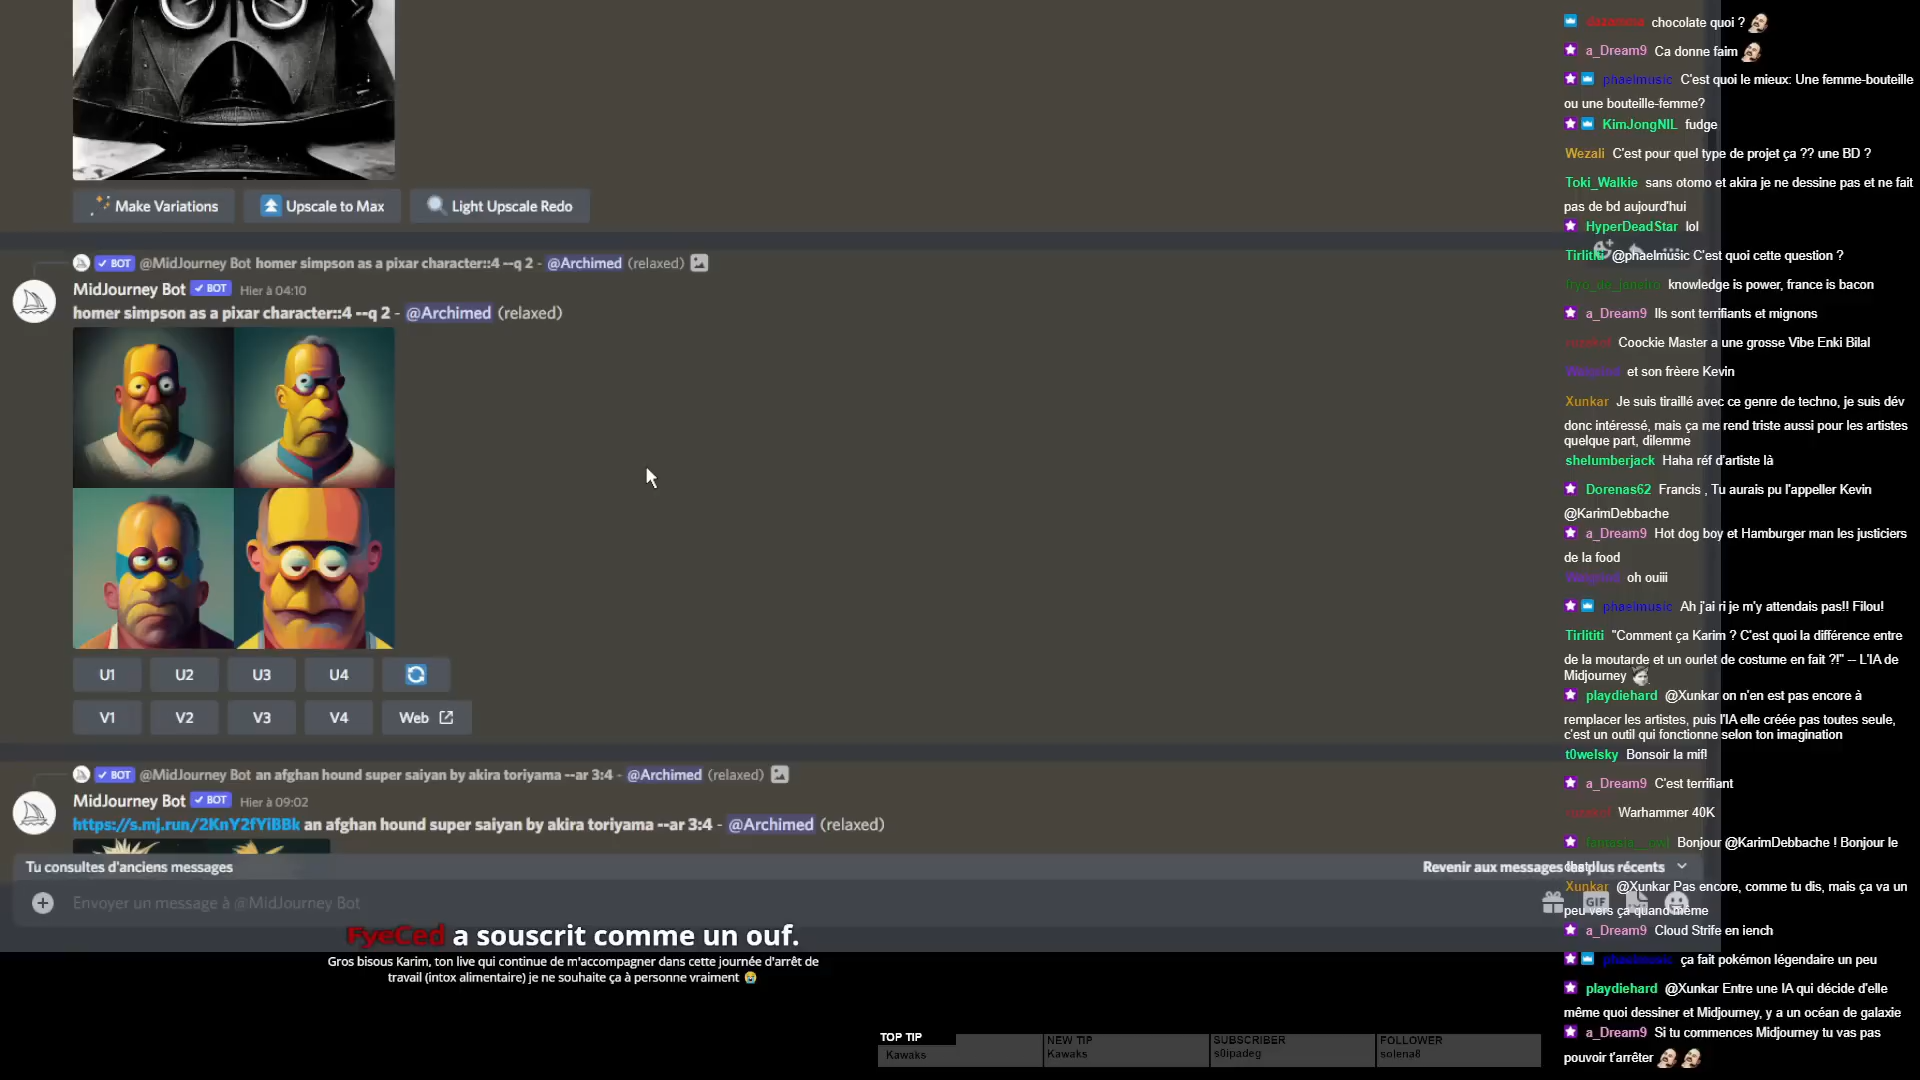 Make Variations
Upscale to Max
Light Upscale Redo
BOT @MidJourney Bot homer simpson as a pixar character::4 --q 2 - @Archimed (relaxed)
MidJourney Bot BOT Hier à 04:10
homer simpson as a pixar character::4 --q 2 - @Archimed (relaxed)
U1 U2 U3 U4
V1 V2 V3 V4 Web
BOT @MidJourney Bot an afghan hound super saiyan by akira toriyama --ar 3:4 - @Archimed (relaxed)
MidJourney Bot BOT Hier à 09:02
https://s.mj.run/2KnY2fYiBBk an afghan hound super saiyan by akira toriyama --ar 3:4 - @Archimed (relaxed)
Tu consultes d'anciens messages
Revenir aux messages les plus récents
Envoyer un message à @MidJourney Bot
GIF
FyeCed a souscrit comme un ouf.
Gros bisous Karim, ton live qui continue de m'accompagner dans cette journée d'arrêt de
travail (intox alimentaire) je ne souhaite ça à personne vraiment
TOP TIP
Kawaks
NEW TIP
Kawaks
SUBSCRIBER
s0ipadeg
FOLLOWER
solena8
chocolate quoi ?
a_Dream9 Ca donne faim
phaelmusic C'est quoi le mieux: Une femme-bouteille
ou une bouteille-femme?
KimJongNIL fudge
Wezali C'est pour quel type de projet ça ?? une BD ?
Toki_Walkie sans otomo et akira je ne dessine pas et ne fait
pas de bd aujourd'hui
HyperDeadStar lol
Tirlititi @phaelmusic C'est quoi cette question ?
knowledge is power, france is bacon
a_Dream9 Ils sont terrifiants et mignons
Coockie Master a une grosse Vibe Enki Bilal
et son frèere Kevin
Xunkar Je suis tiraillé avec ce genre de techno, je suis dév
donc intéressé, mais ça me rend triste aussi pour les artistes
quelque part, dilemme
shelumberjack Haha réf d'artiste là
Dorenas62 Francis , Tu aurais pu l'appeller Kevin
@KarimDebbache
a_Dream9 Hot dog boy et Hamburger man les justiciers
de la food
oh ouiii
phaelmusic Ah j'ai ri je m'y attendais pas!! Filou!
Tirlititi "Comment ça Karim ? C'est quoi la différence entre
de la moutarde et un ourlet de costume en fait ?!" -- L'IA de
Midjourney
playdiehard @Xunkar on n'en est pas encore à
remplacer les artistes, puis l'IA elle créée pas toutes seule,
c'est un outil qui fonctionne selon ton imagination
t0welsky Bonsoir la mif!
a_Dream9 C'est terrifiant
Warhammer 40K
Bonjour @KarimDebbache ! Bonjour le
Xunkar @Xunkar Pas encore, comme tu dis, mais ça va un
peu vers ça quand même
a_Dream9 Cloud Strife en iench
phaelmusic ça fait pokémon légendaire un peu
playdiehard @Xunkar Entre une IA qui décide d'elle
même quoi dessiner et Midjourney, y a un océan de galaxie
a_Dream9 Si tu commences Midjourney tu vas pas
pouvoir t'arrêter